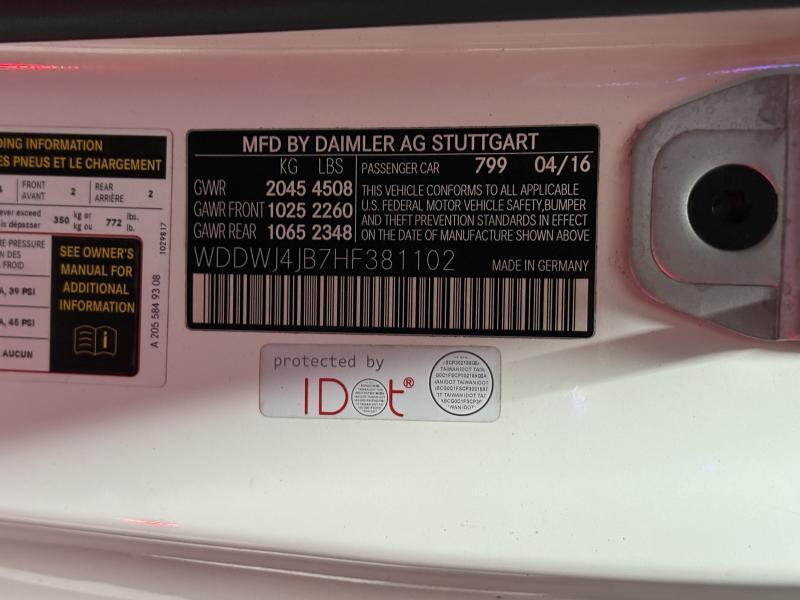 DING INFORMATION
ES PNEUS ET LE CHARGEMENT
FRONT AVANT 2 REAR ARRIÈRE 2
ever exceed 350 kg or 772 lbs.
is dépasser kg ou lb.
RE PRESSURE
ON DES
FROID
A, 39 PSI
A, 45 PSI
AUCUN
SEE OWNER'S
MANUAL FOR
ADDITIONAL
INFORMATION
1029817
A 205 584 93 08
MFD BY DAIMLER AG STUTTGART
KG LBS
GVWR 2045 4508
GAWR FRONT 1025 2260
GAWR REAR 1065 2348
PASSENGER CAR 799 04/16
THIS VEHICLE CONFORMS TO ALL APPLICABLE
U.S. FEDERAL MOTOR VEHICLE SAFETY,BUMPER
AND THEFT PREVENTION STANDARDS IN EFFECT
ON THE DATE OF MANUFACTURE SHOWN ABOVE
WDDWJ4JB7HF381102 MADE IN GERMANY
protected by
IDot®